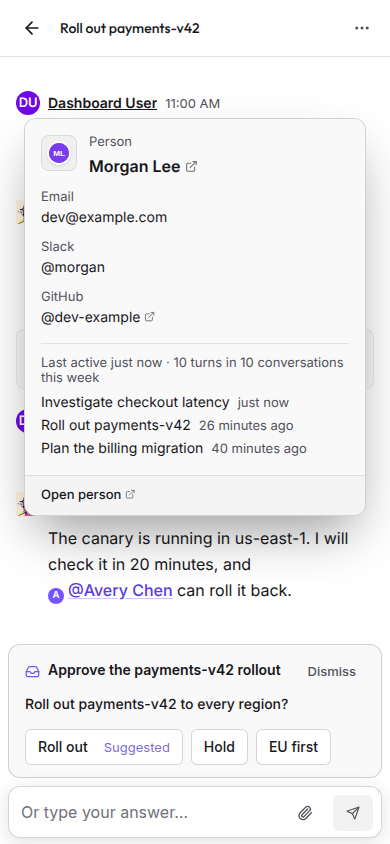 Roll out payments-v42
DU Dashboard User 11:00 AM
Person
ML Morgan Lee
Email
dev@example.com
Slack
@morgan
GitHub
@dev-example
Last active just now · 10 turns in 10 conversations
this week
Investigate checkout latency just now
Roll out payments-v42 26 minutes ago
Plan the billing migration 40 minutes ago
Open person
The canary is running in us-east-1. I will
check it in 20 minutes, and
A @Avery Chen can roll it back.
Approve the payments-v42 rollout Dismiss
Roll out payments-v42 to every region?
Roll out Suggested Hold EU first
Or type your answer...